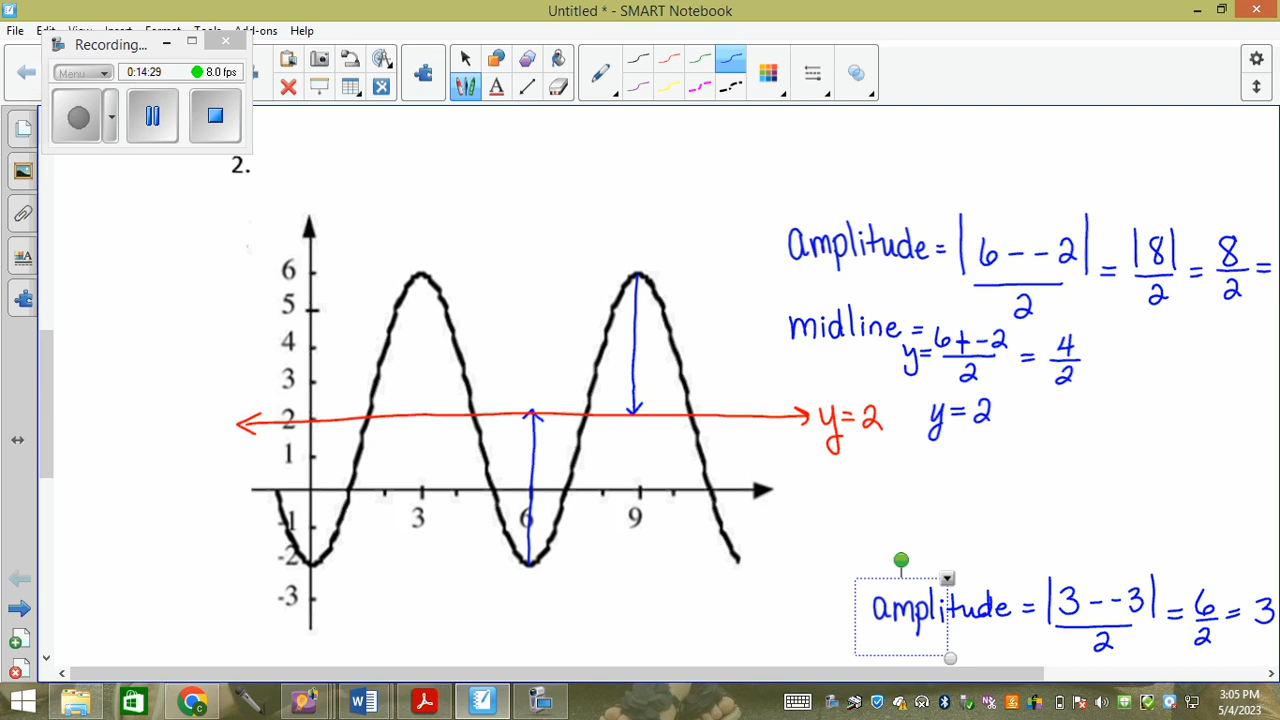 Untitled * - SMART Notebook
File Edit View Insert Format Tools Add-ons Help
Recording...
Menu 0:14:29 8.0 fps
2.
6
5
4
3
2
1
-1
-2
-3
3 6 9
amplitude = |6 - - 2| / 2 = |8| / 2 = 8/2 =
midline =
y = 6 + -2 / 2 = 4/2
y = 2
y = 2
amplitude = |3 - - 3| / 2 = 6/2 = 3
3:05 PM
5/4/2023